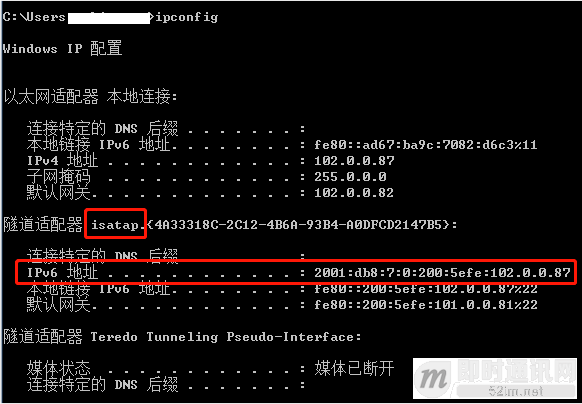 C:\Users >ipconfig
Windows IP 配置
以太网适配器 本地连接:
连接特定的 DNS 后缀 . . . . . . . :
本地链接 IPv6 地址. . . . . . . . : fe80::ad67:ba9c:7082:d6c3%11
IPv4 地址 . . . . . . . . . . . . : 102.0.0.87
子网掩码 . . . . . . . . . . . . : 255.0.0.0
默认网关. . . . . . . . . . . . . : 102.0.0.82
隧道适配器 isatap.{4A33318C-2C12-4B6A-93B4-A0DFCD2147B5}:
连接特定的 DNS 后缀 . . . . . . . :
IPv6 地址 . . . . . . . . . . . . : 2001:db8:7:0:200:5efe:102.0.0.87
本地链接 IPv6 地址. . . . . . . . : fe80::200:5efe:102.0.0.87%22
默认网关. . . . . . . . . . . . . : fe80::200:5efe:101.0.0.81%22
隧道适配器 Teredo Tunneling Pseudo-Interface:
媒体状态 . . . . . . . . . . . . : 媒体已断开
连接特定的 DNS 后缀 . . . . . . . :
m 即时通讯网
52im.net